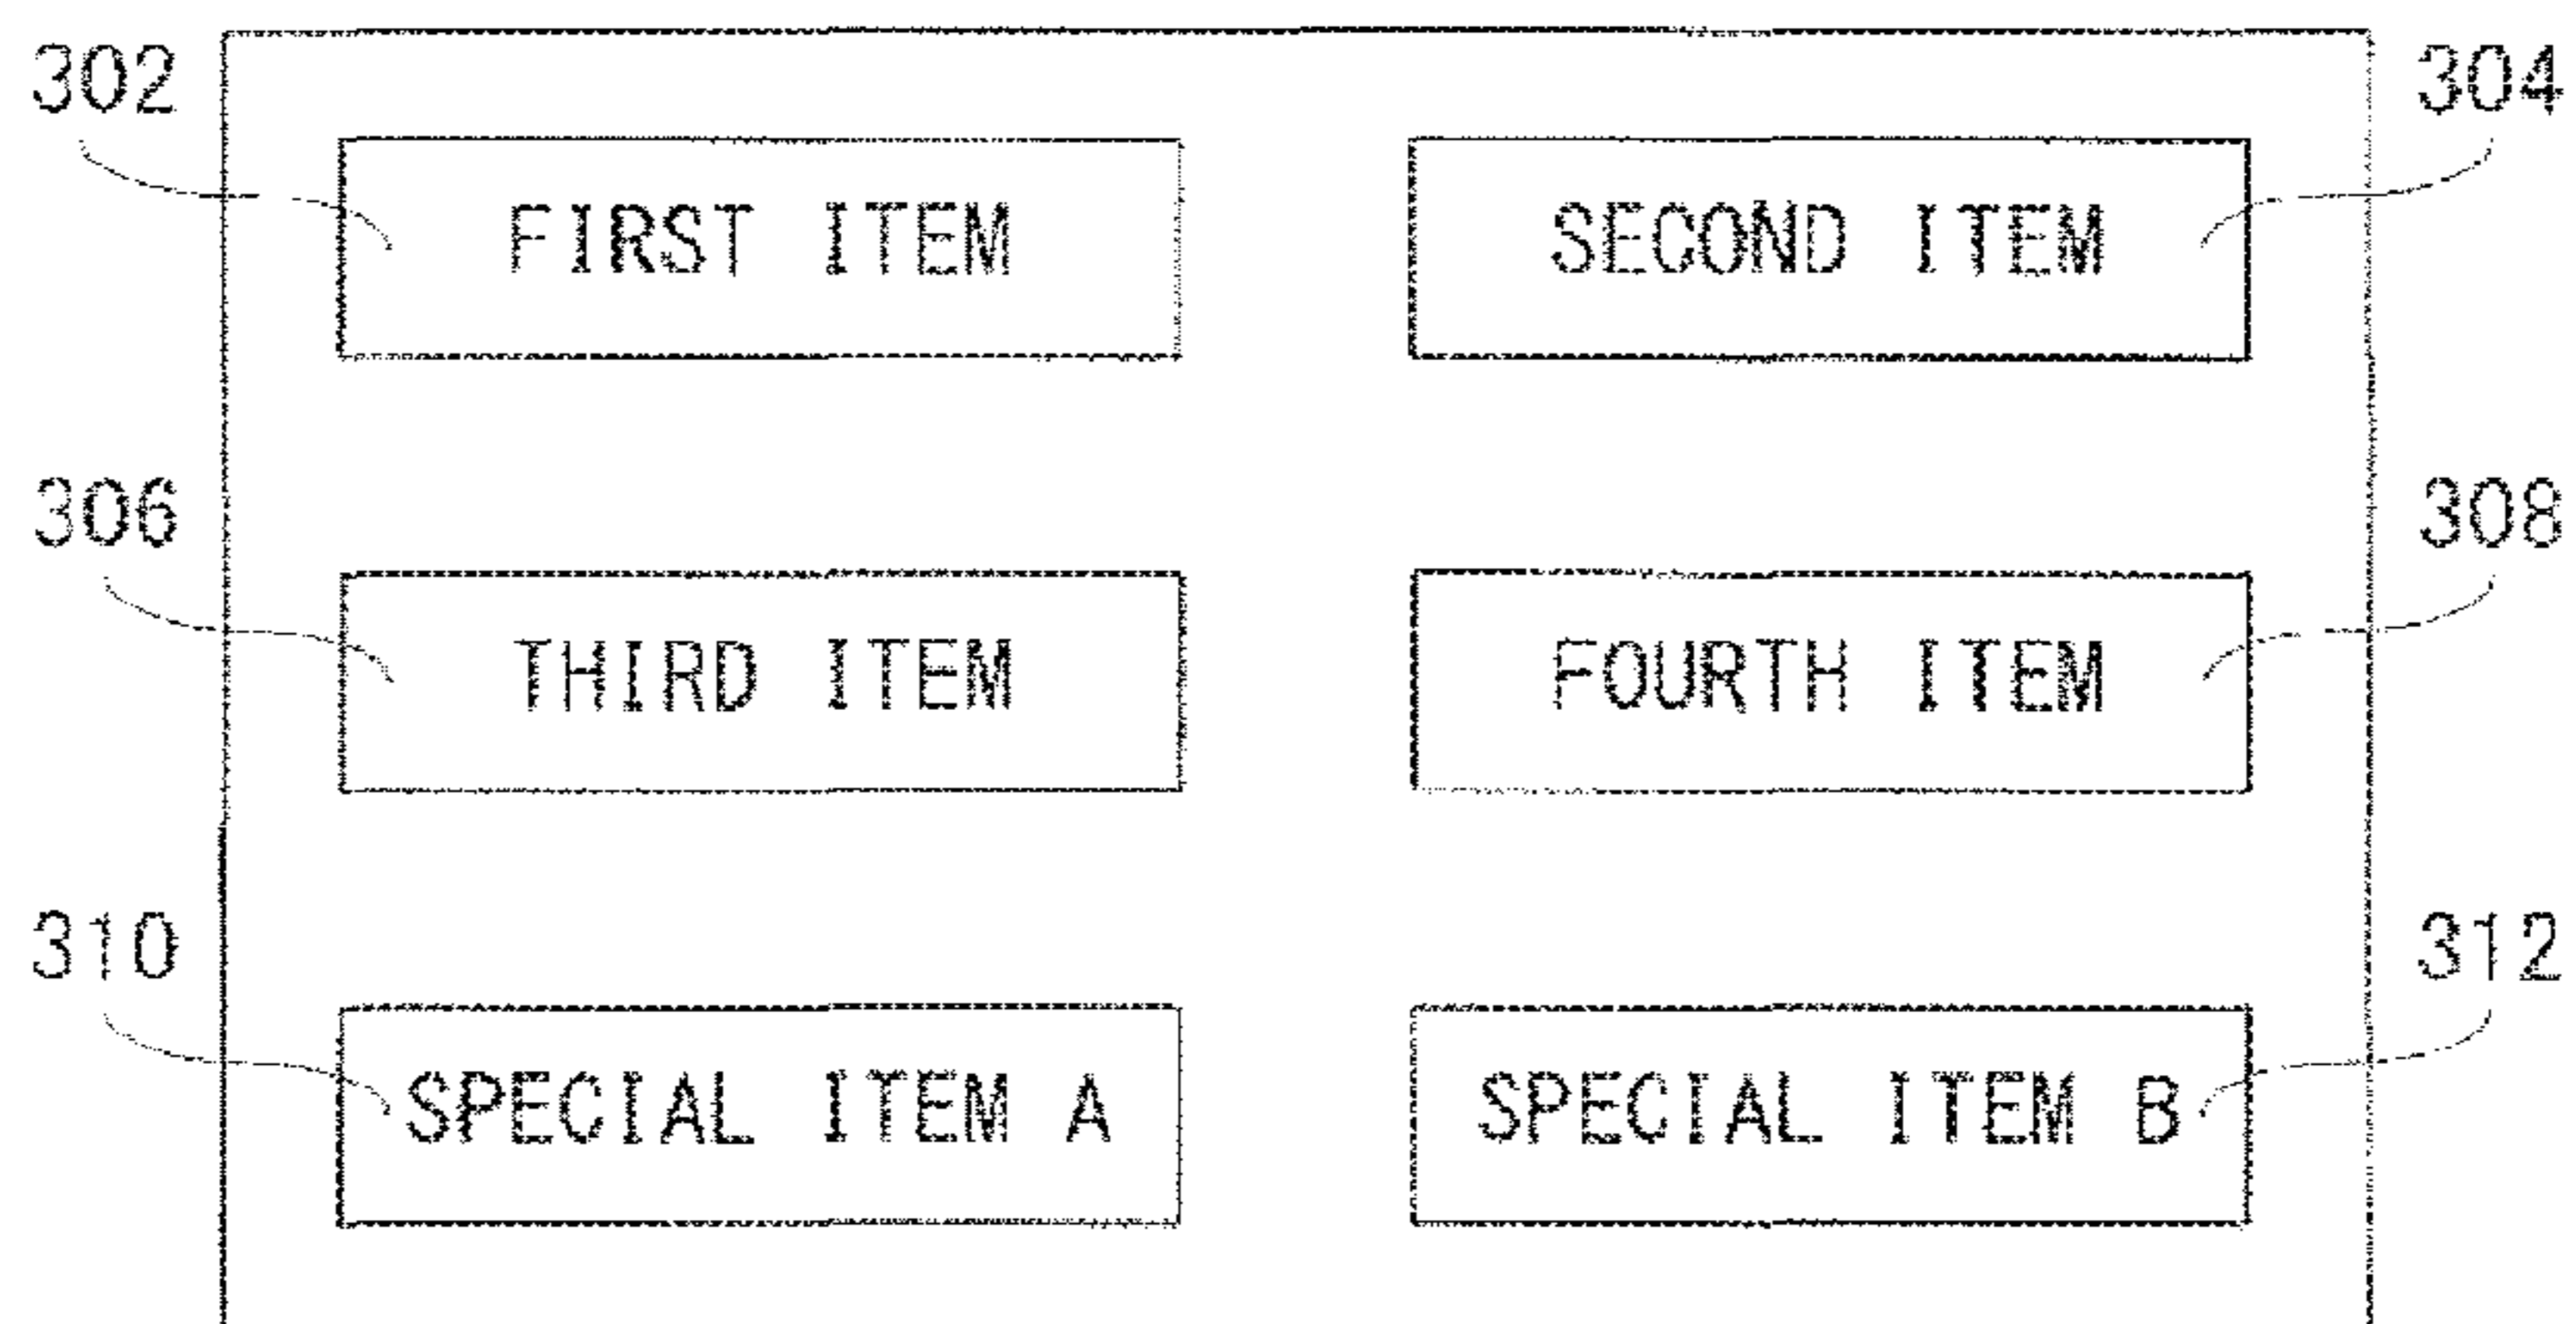 302 304
FIRST ITEM SECOND ITEM
306 308
THIRD ITEM FOURTH ITEM
310 312
SPECIAL ITEM A SPECIAL ITEM B